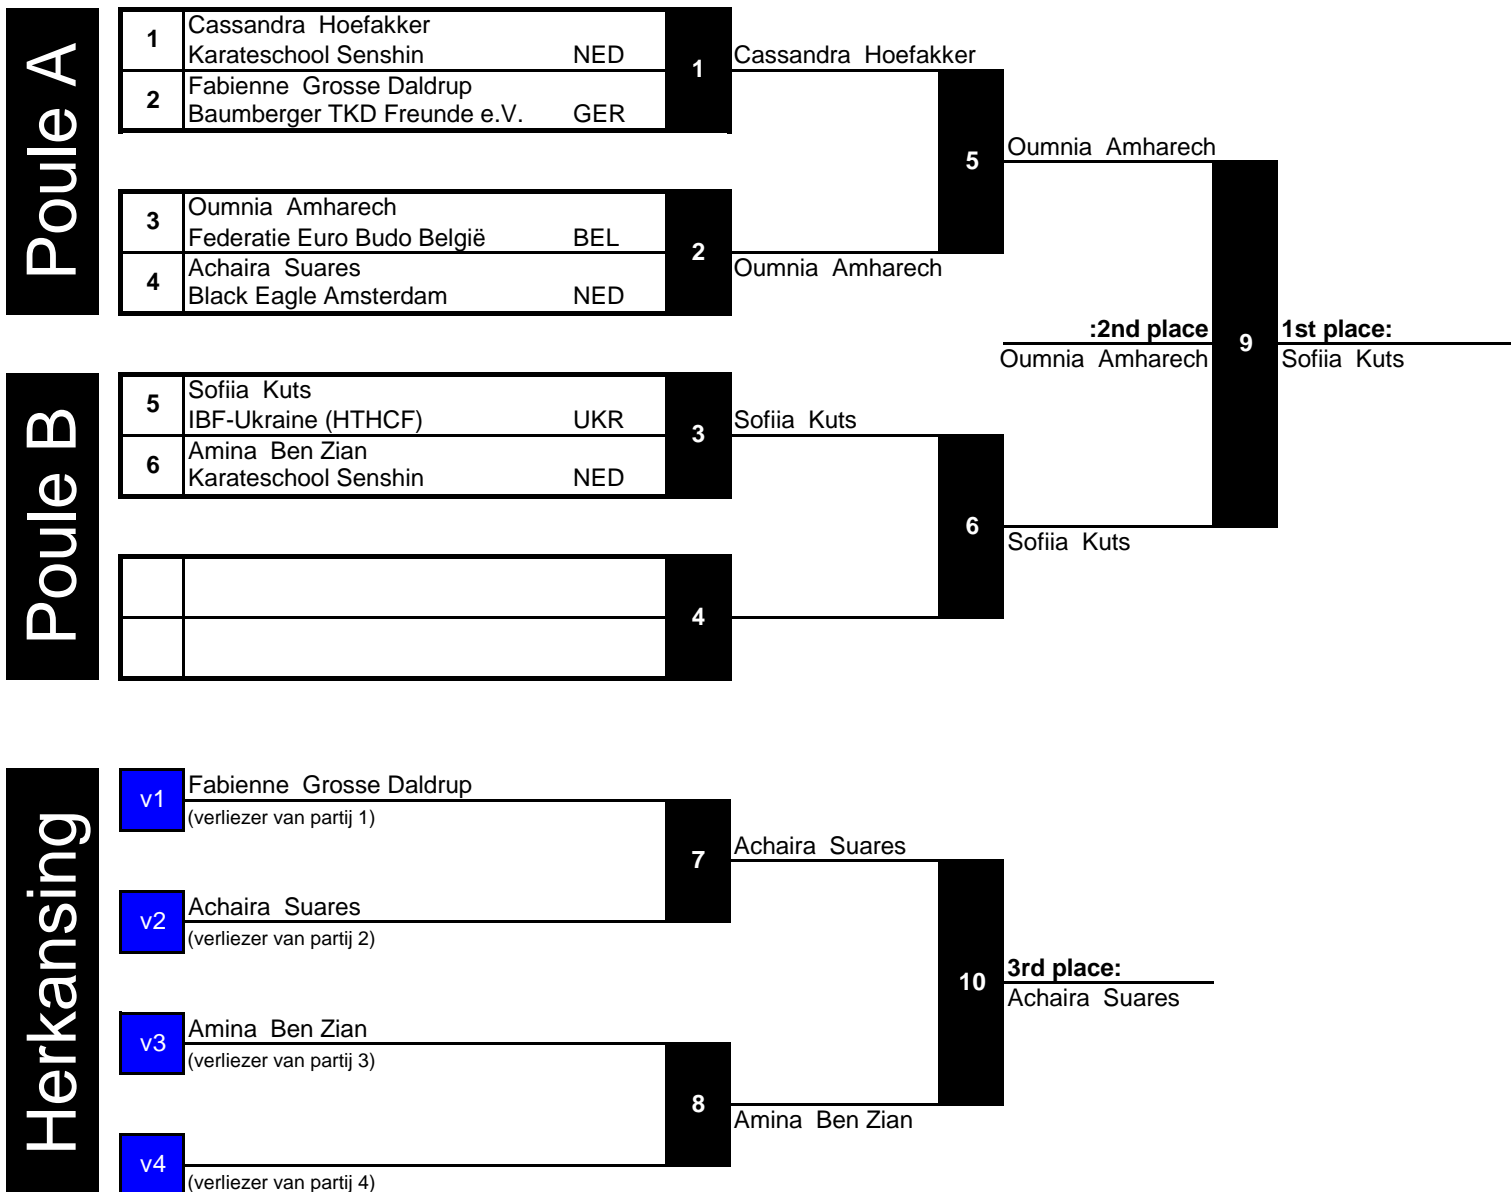 Poule A
1
Cassandra Hoefakker
Karateschool Senshin NED
2
Fabienne Grosse Daldrup
Baumberger TKD Freunde e.V. GER
1
Cassandra Hoefakker
3
Oumnia Amharech
Federatie Euro Budo België BEL
4
Achaira Suares
Black Eagle Amsterdam NED
2
Oumnia Amharech
5
Oumnia Amharech
:2nd place
Oumnia Amharech
9
1st place:
Sofiia Kuts
Poule B
5
Sofiia Kuts
IBF-Ukraine (HTHCF) UKR
6
Amina Ben Zian
Karateschool Senshin NED
3
Sofiia Kuts
6
Sofiia Kuts
4
Herkansing
v1
Fabienne Grosse Daldrup
(verliezer van partij 1)
7
Achaira Suares
v2
Achaira Suares
(verliezer van partij 2)
10
3rd place:
Achaira Suares
v3
Amina Ben Zian
(verliezer van partij 3)
8
Amina Ben Zian
v4
(verliezer van partij 4)